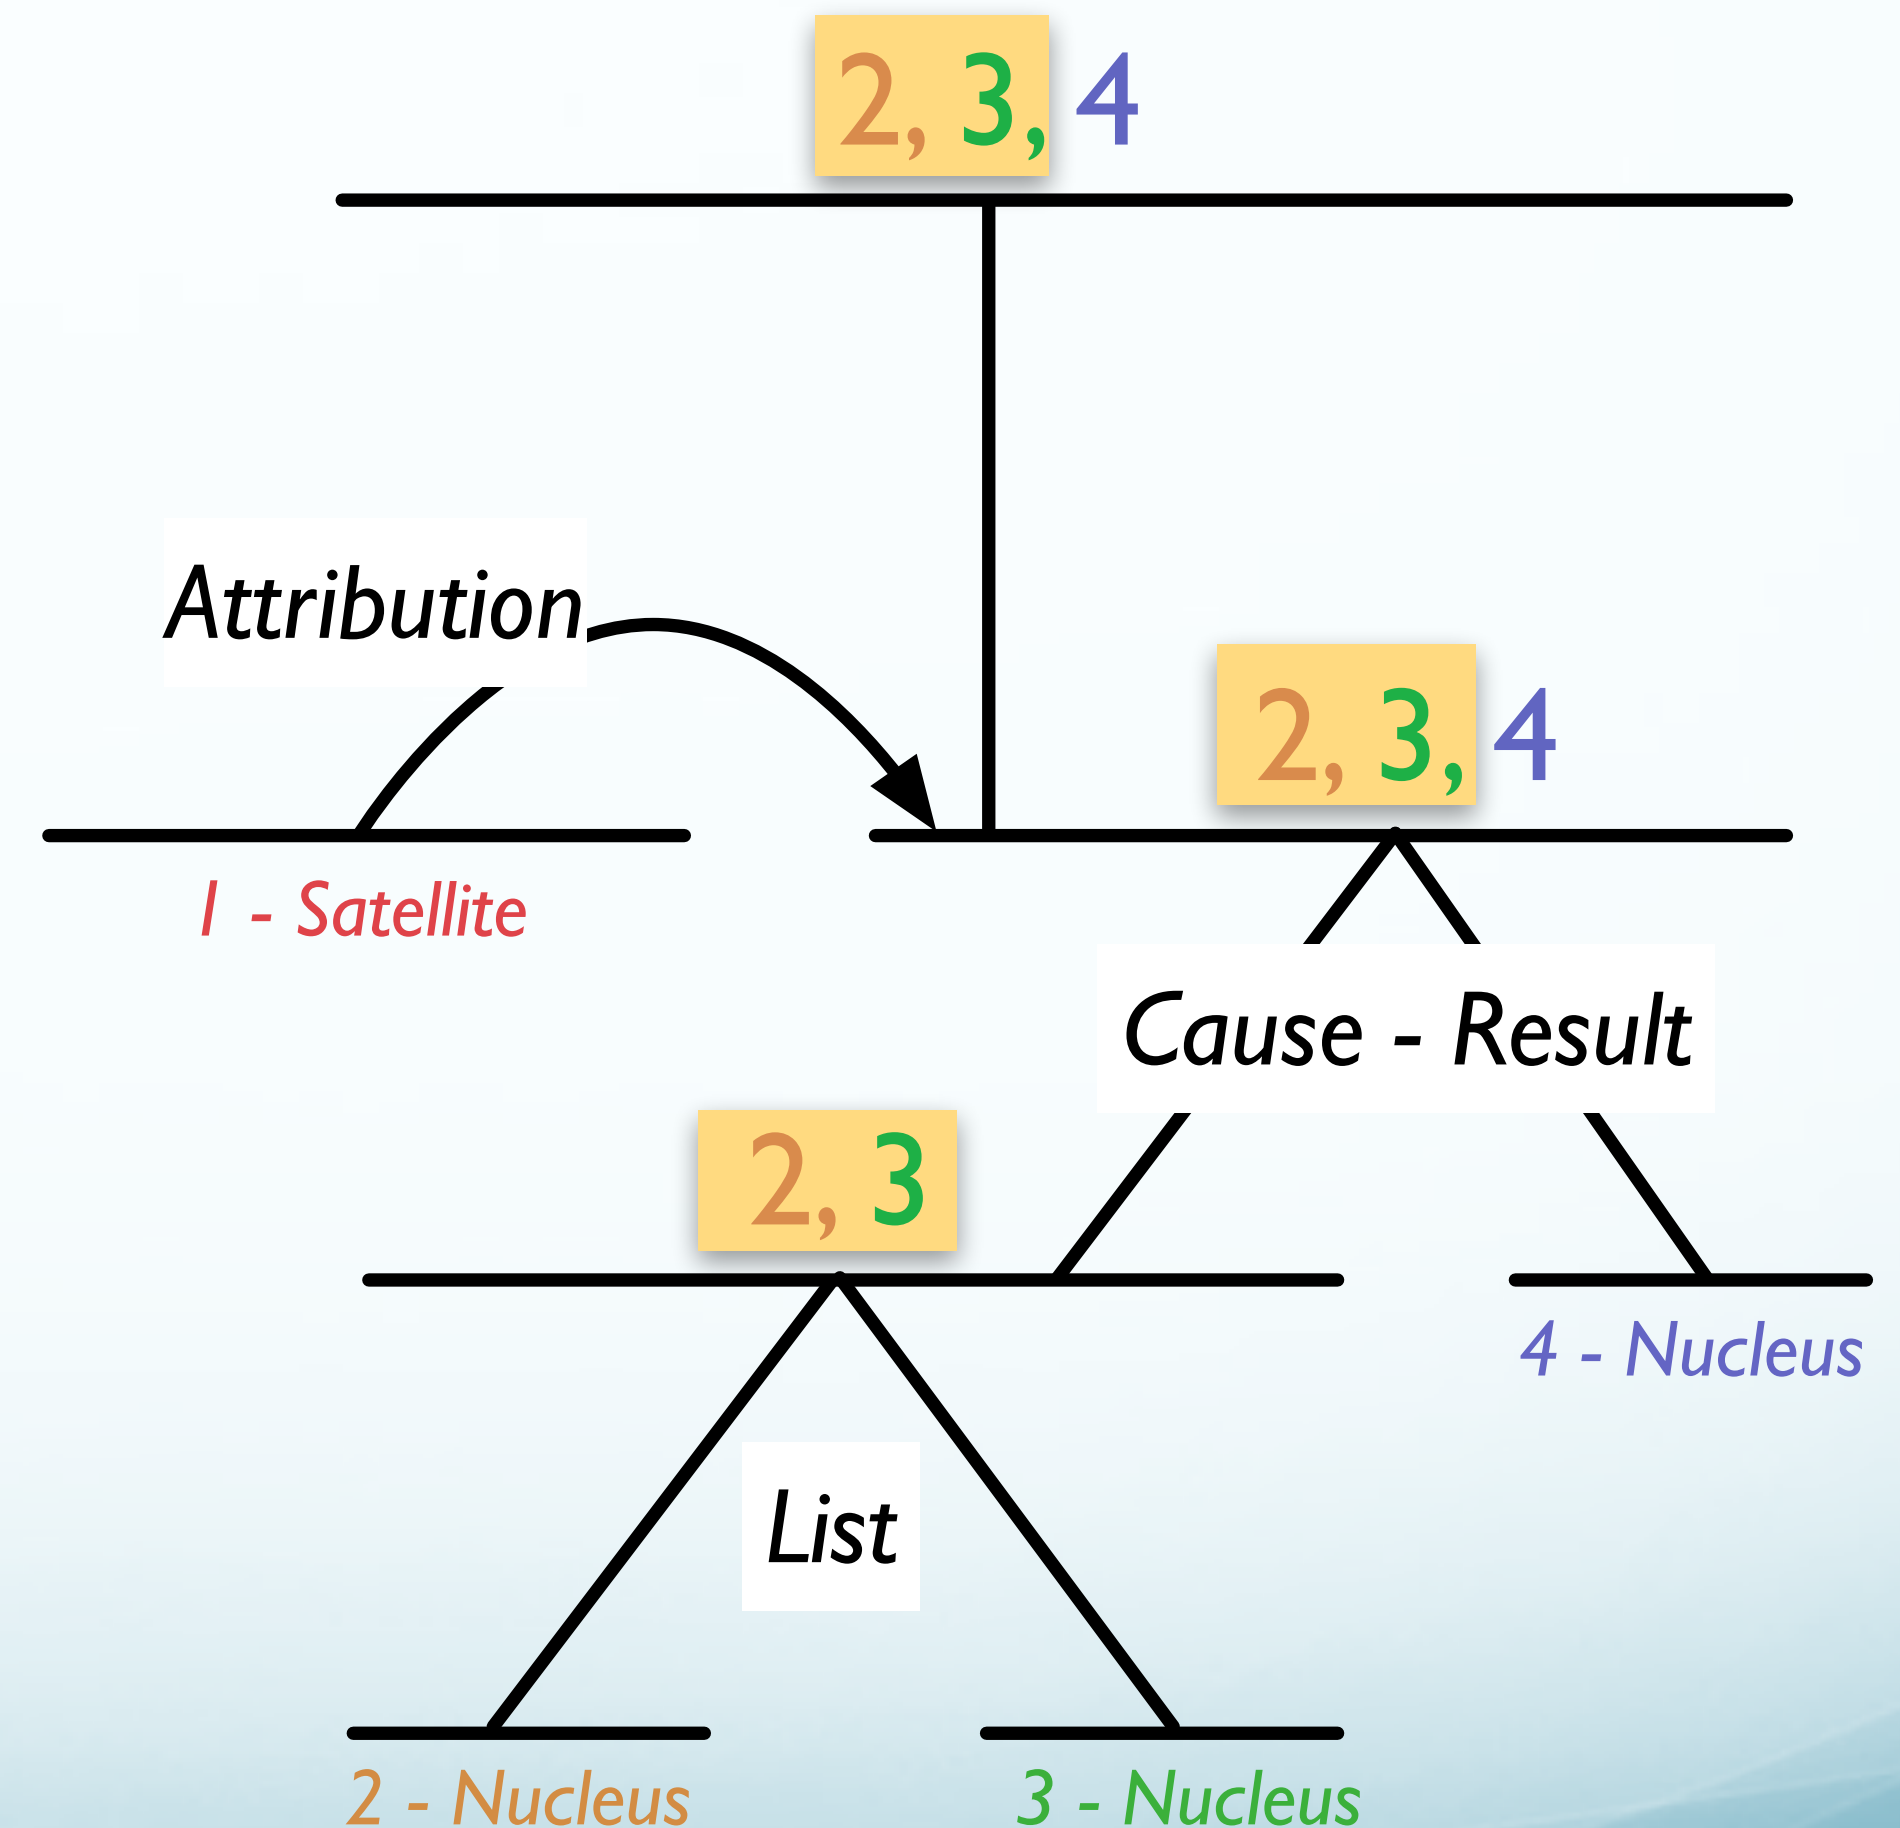 2, 3, 4
Attribution
2, 3, 4
1 - Satellite
Cause - Result
2, 3
4 - Nucleus
List
2 - Nucleus
3 - Nucleus